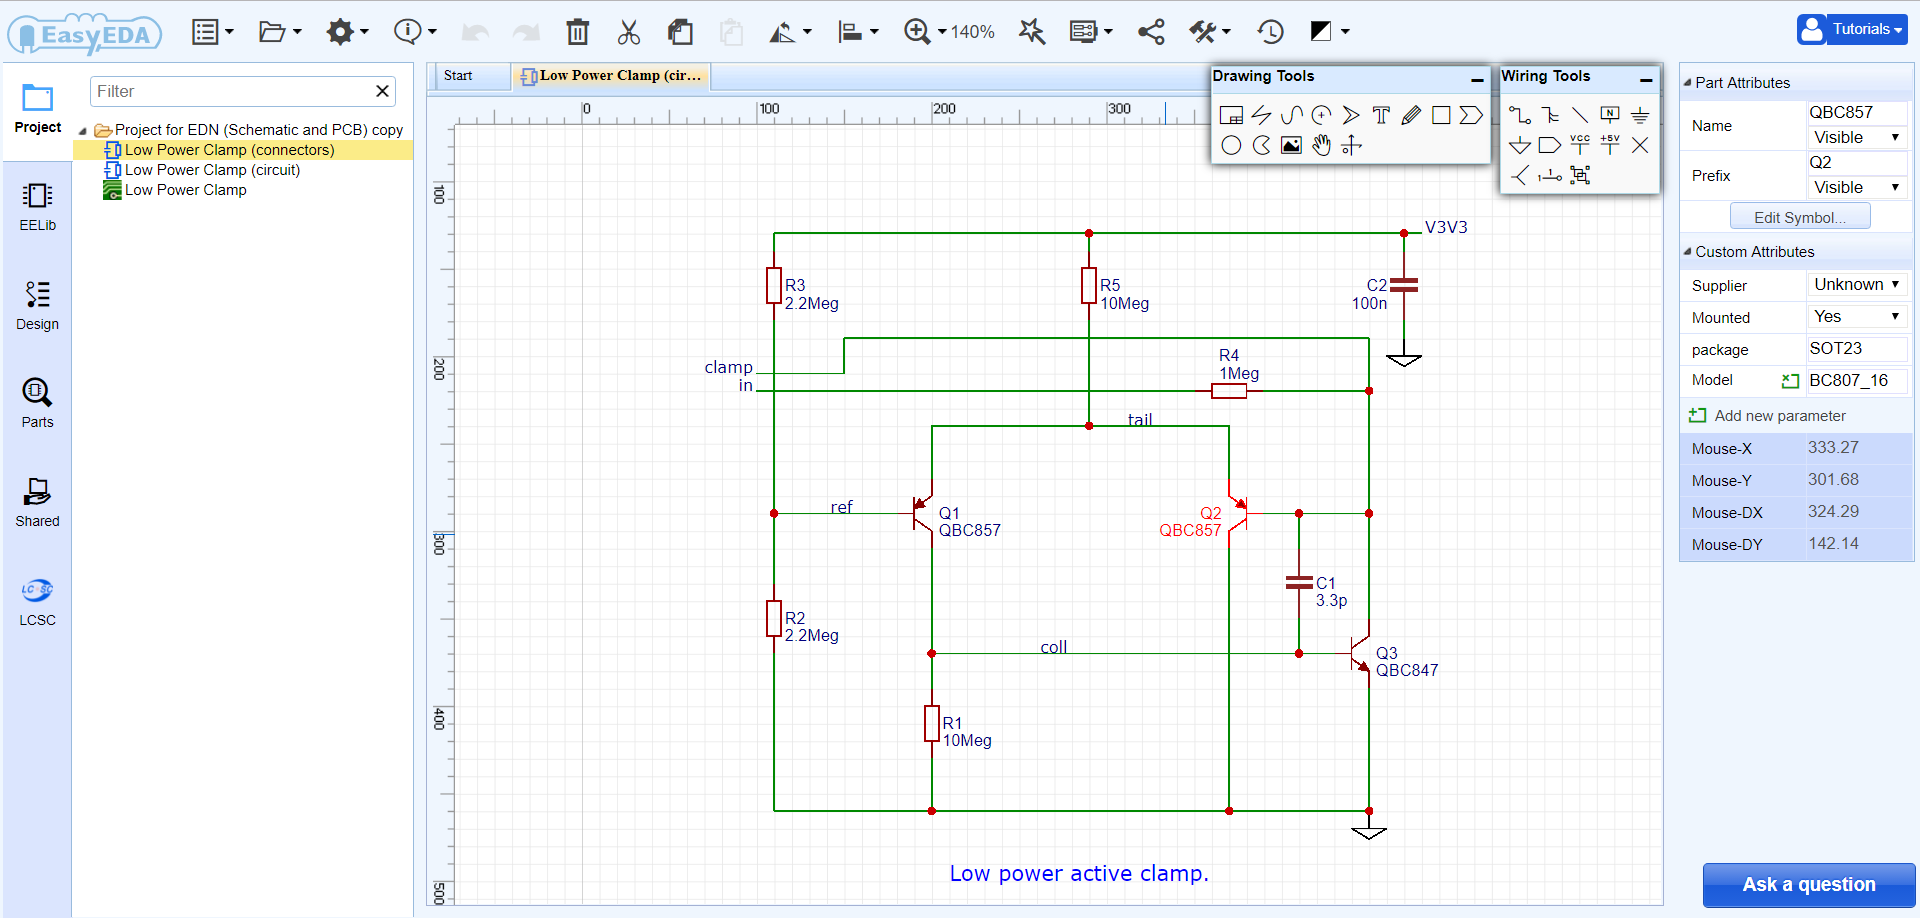 EasyEDA
140%
Tutorials
Project
EELib
Design
Parts
Shared
LCSC
LCSC
Filter
Project for EDN (Schematic and PCB) copy
Low Power Clamp (connectors)
Low Power Clamp (circuit)
Low Power Clamp
Start
Low Power Clamp (cir...
0
100
200
300
100
200
300
400
500
Drawing Tools
Wiring Tools
N
VCC
+5V
1
1
V3V3
R3
2.2Meg
R5
10Meg
C2
100n
clamp
in
R4
1Meg
tail
ref
Q1
QBC857
Q2
QBC857
C1
3.3p
R2
2.2Meg
coll
Q3
QBC847
R1
10Meg
Low power active clamp.
Part Attributes
Name
QBC857
Visible
Prefix
Q2
Visible
Edit Symbol...
Custom Attributes
Supplier
Unknown
Mounted
Yes
package
SOT23
Model
BC807_16
Add new parameter
Mouse-X
333.27
Mouse-Y
301.68
Mouse-DX
324.29
Mouse-DY
142.14
Ask a question